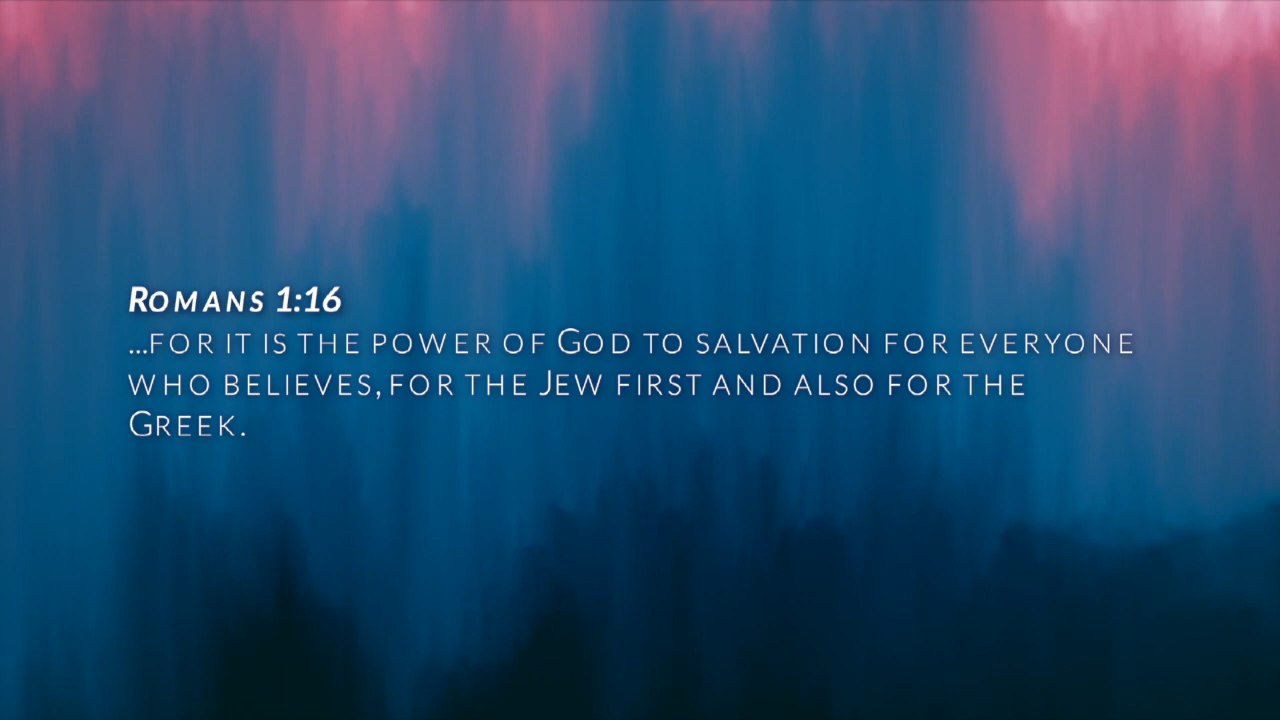 Romans 1:16
...for it is the power of God to salvation for everyone
who believes, for the Jew first and also for the
Greek.